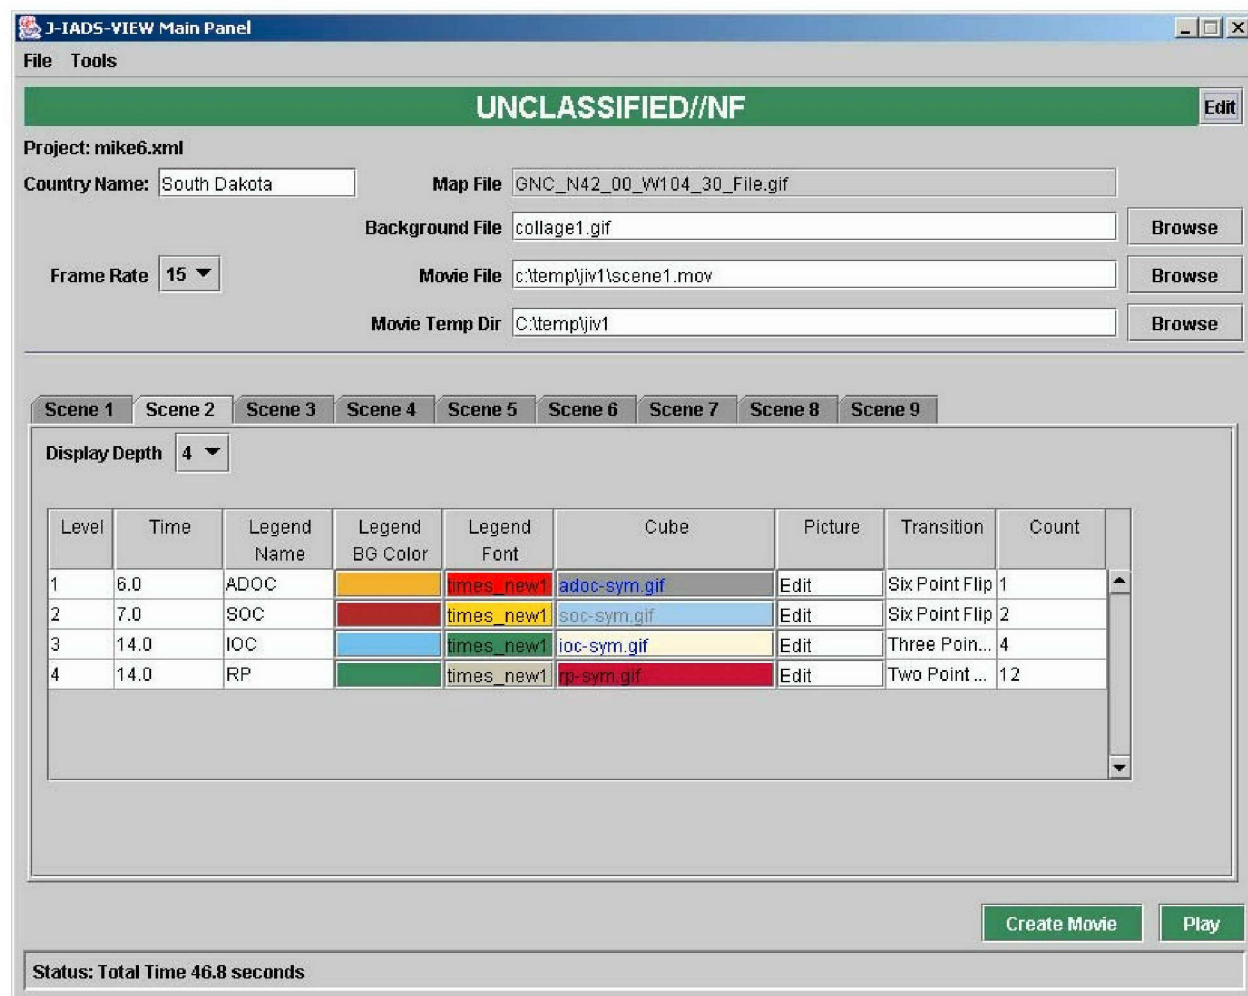 J-IADS-VIEW Main Panel
File Tools
UNCLASSIFIED//NF Edit
Project: mike6.xml
Country Name: South Dakota Map File GNC_N42_00_W104_30_File.gif
Background File collage1.gif Browse
Frame Rate 15 Movie File c:\temp\jiv1\scene1.mov Browse
Movie Temp Dir C:\temp\jiv1 Browse
Scene 1 Scene 2 Scene 3 Scene 4 Scene 5 Scene 6 Scene 7 Scene 8 Scene 9
Display Depth 4
Level Time Legend Name Legend BG Color Legend Font Cube Picture Transition Count
1 6.0 ADOC times_new1 adoc-sym.gif Edit Six Point Flip 1
2 7.0 SOC times_new1 soc-sym.gif Edit Six Point Flip 2
3 14.0 IOC times_new1 ioc-sym.gif Edit Three Poin... 4
4 14.0 RP times_new1 rp-sym.gif Edit Two Point ... 12
Create Movie Play
Status: Total Time 46.8 seconds